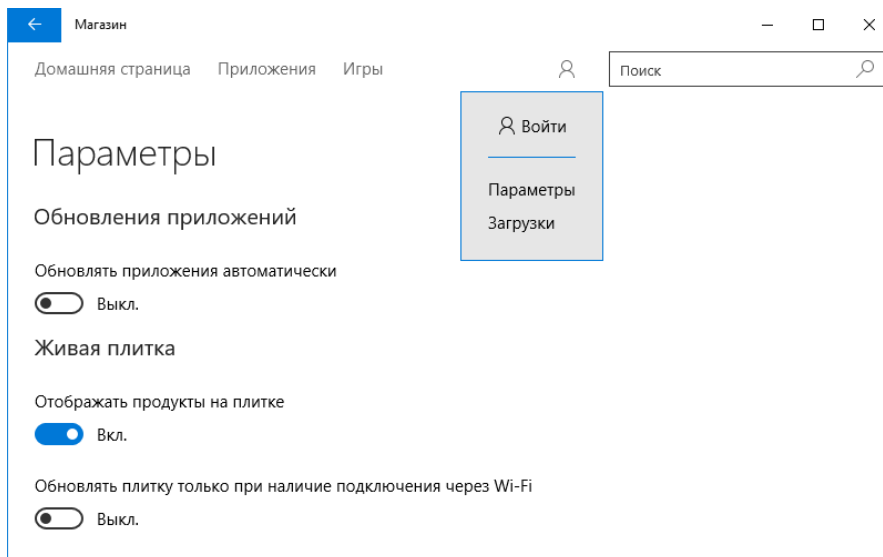 Магазин
Домашняя страница Приложения Игры Поиск
Войти
Параметры
Загрузки
Параметры
Обновления приложений
Обновлять приложения автоматически
Выкл.
Живая плитка
Отображать продукты на плитке
Вкл.
Обновлять плитку только при наличие подключения через Wi-Fi
Выкл.